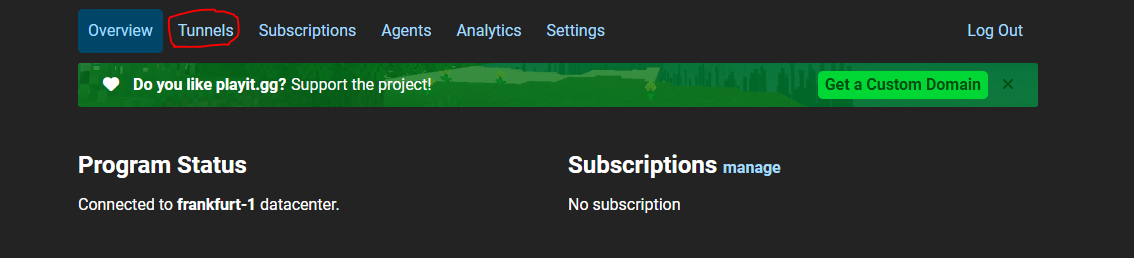 Overview Tunnels Subscriptions Agents Analytics Settings Log Out
Do you like playit.gg? Support the project! Get a Custom Domain ×
Program Status
Connected to frankfurt-1 datacenter.
Subscriptions manage
No subscription